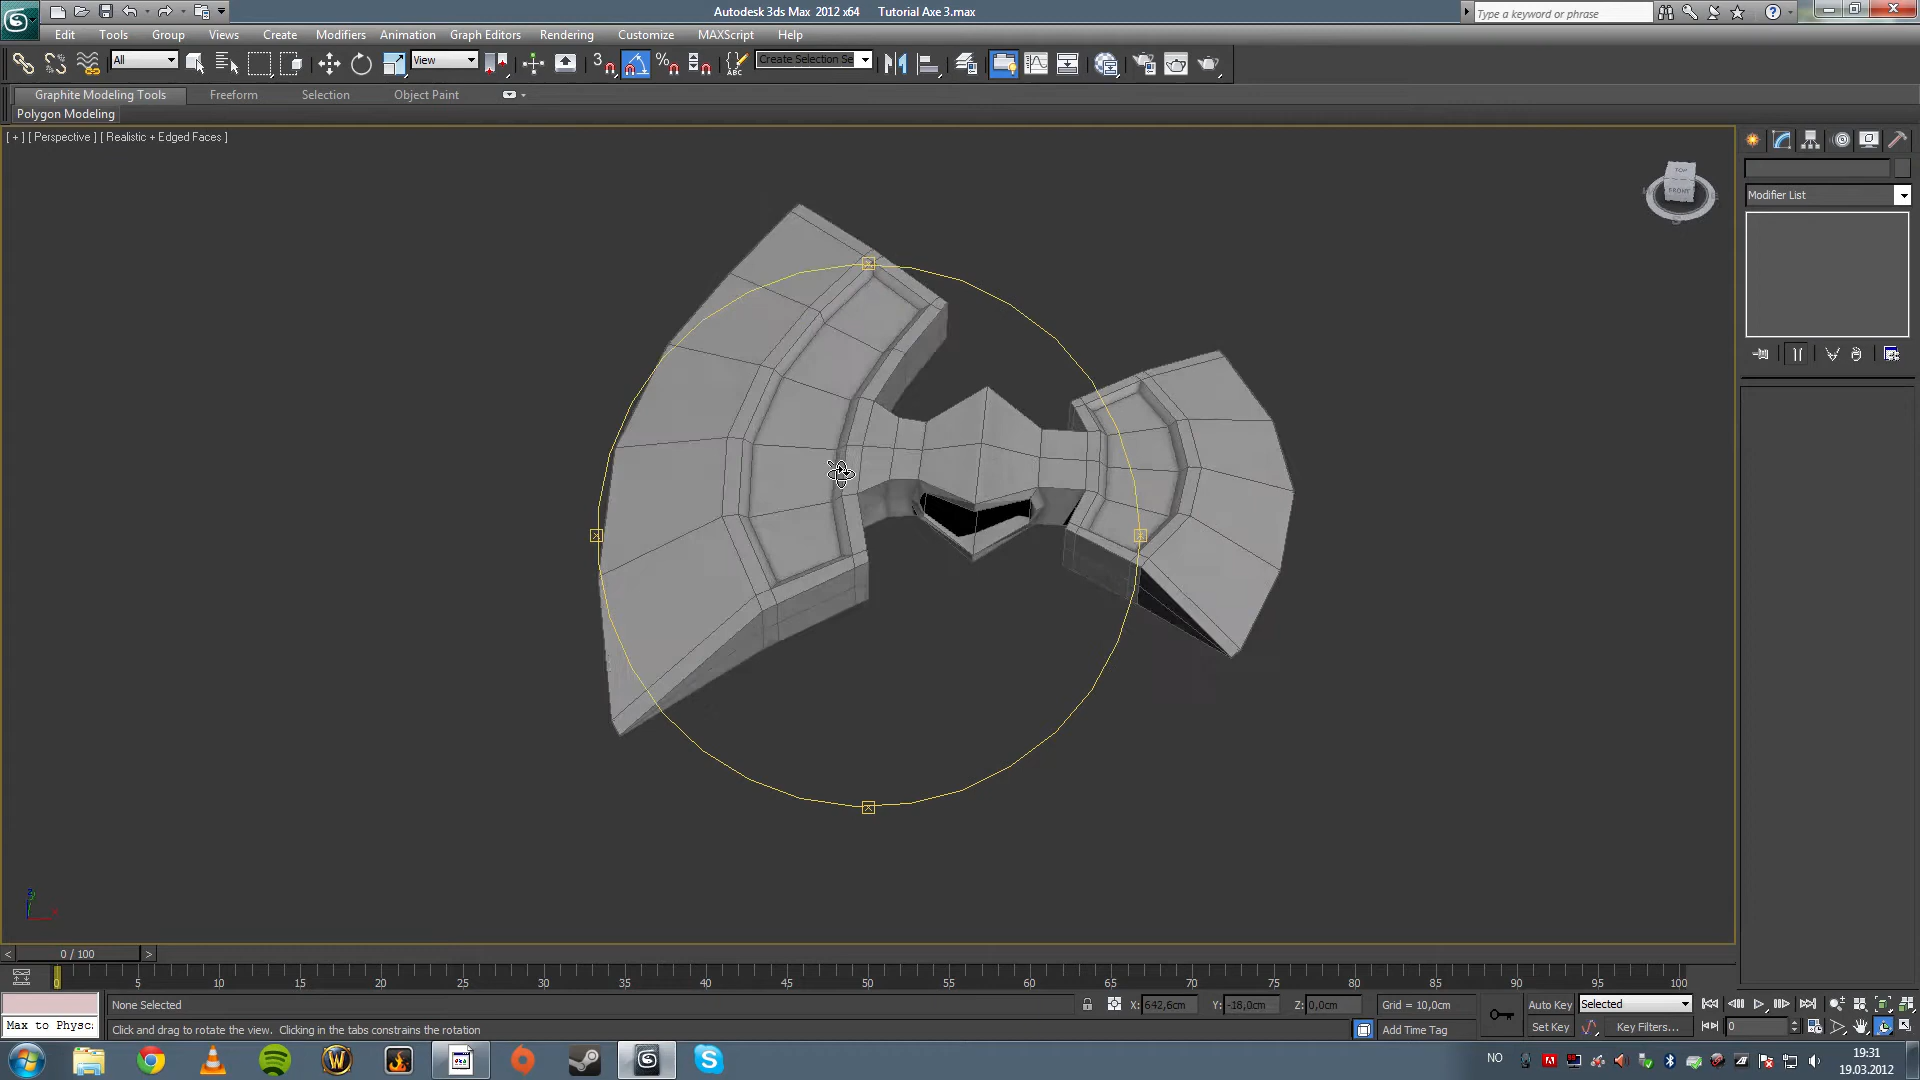 Autodesk 3ds Max 2012 x64 Tutorial Axe 3.max
Type a keyword or phrase
Edit Tools Group Views Create Modifiers Animation Graph Editors Rendering Customize MAXScript Help
All View Create Selection Se
Graphite Modeling Tools Freeform Selection Object Paint
Polygon Modeling
[ + ] [ Perspective ] [ Realistic + Edged Faces ]
TOP
FRONT
Modifier List
0 / 100
0 5 10 15 20 25 30 35 40 45 50 55 60 65 70 75 80 85 90 95 100
None Selected X: 642,6cm Y: -18,0cm Z: 0,0cm Grid = 10,0cm Auto Key Selected
Max to Physc: Click and drag to rotate the view. Clicking in the tabs constrains the rotation Add Time Tag Set Key Key Filters... 0
NO 19:31
19.03.2012